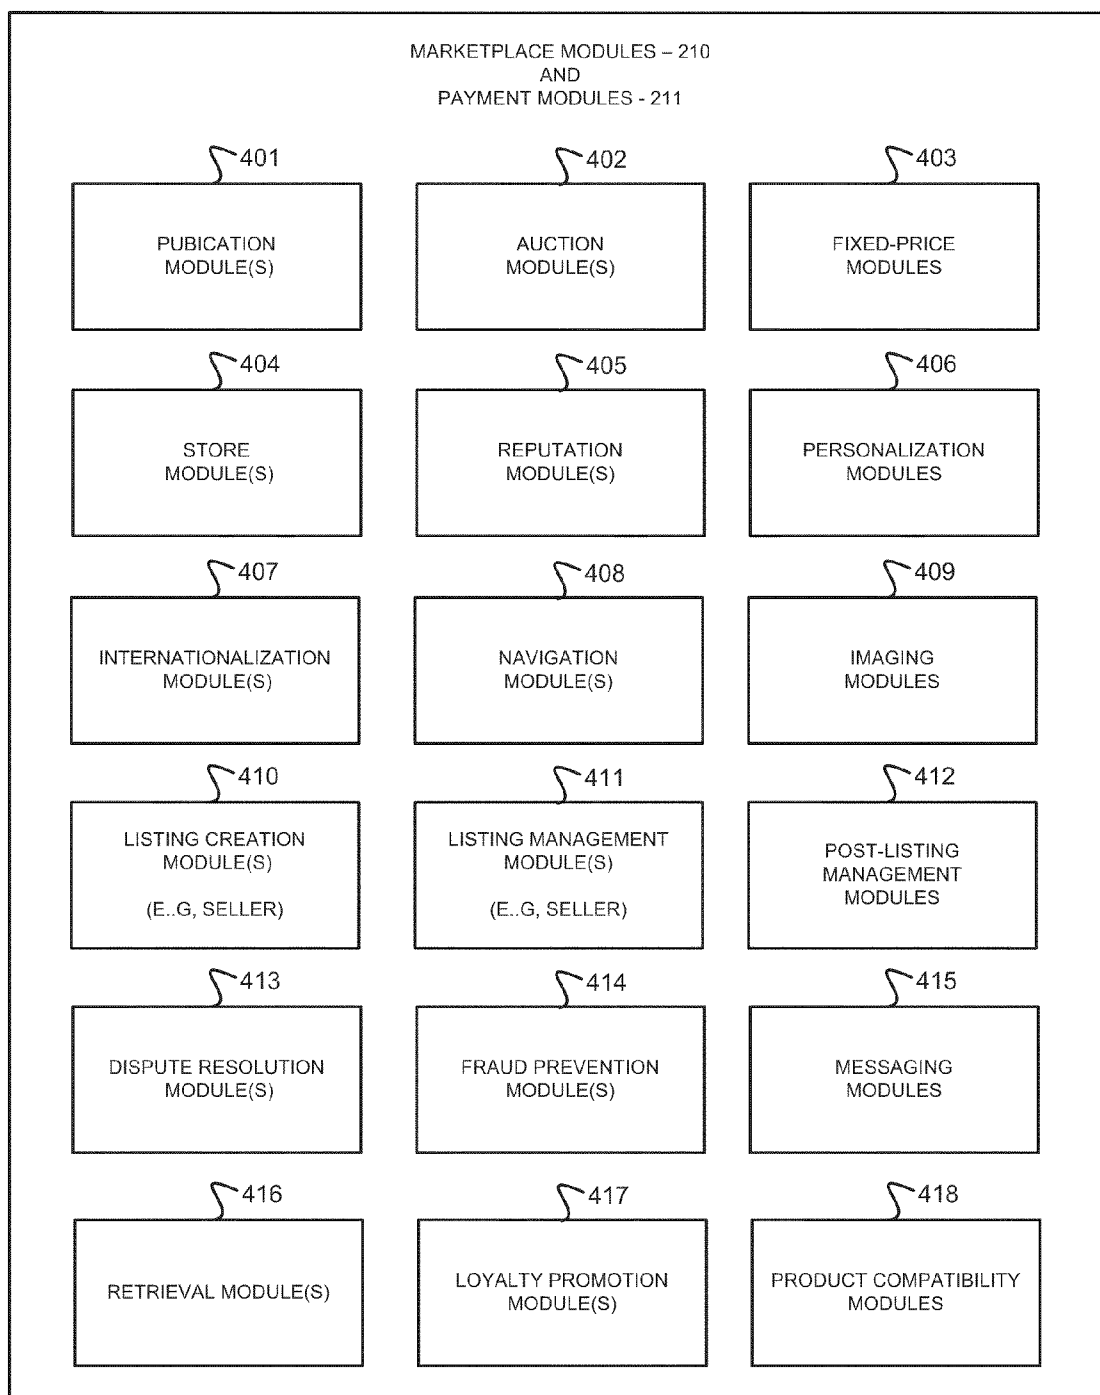 MARKETPLACE MODULES – 210
AND
PAYMENT MODULES - 211
401
402
403
PUBICATION
MODULE(S)
AUCTION
MODULE(S)
FIXED-PRICE
MODULES
404
405
406
STORE
MODULE(S)
REPUTATION
MODULE(S)
PERSONALIZATION
MODULES
407
408
409
INTERNATIONALIZATION
MODULE(S)
NAVIGATION
MODULE(S)
IMAGING
MODULES
410
411
412
LISTING CREATION
MODULE(S)
(E..G, SELLER)
LISTING MANAGEMENT
MODULE(S)
(E..G, SELLER)
POST-LISTING
MANAGEMENT
MODULES
413
414
415
DISPUTE RESOLUTION
MODULE(S)
FRAUD PREVENTION
MODULE(S)
MESSAGING
MODULES
416
417
418
RETRIEVAL MODULE(S)
LOYALTY PROMOTION
MODULE(S)
PRODUCT COMPATIBILITY
MODULES